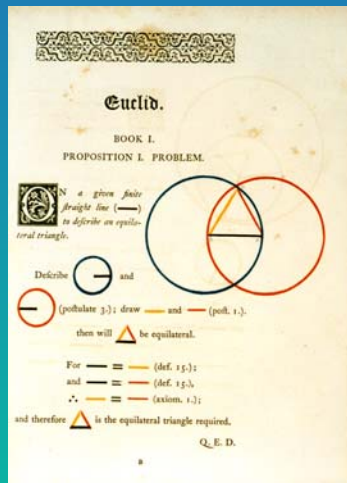 Euclid.
BOOK I.
PROPOSITION I. PROBLEM.
ON a given finite
ſtraight line ( )
to deſcribe an equila-
teral triangle.
Deſcribe and
(poſtulate 3.); draw and (poſt. 1.).
then will be equilateral.
For = (def. 15.);
and = (def. 15.),
∴ = (axiom. 1.);
and therefore is the equilateral triangle required.
Q. E. D.
B